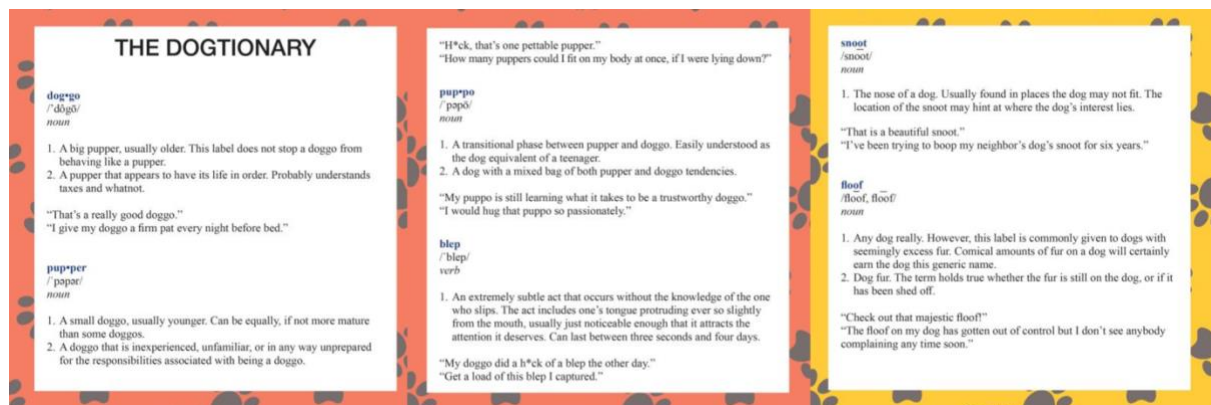 THE DOGTIONARY
dog•go
/ˈdôgō/
noun
1. A big pupper, usually older. This label does not stop a doggo from
behaving like a pupper.
2. A pupper that appears to have its life in order. Probably understands
taxes and whatnot.
“That’s a really good doggo.”
“I give my doggo a firm pat every night before bed.”
pup•per
/ˈpəpər/
noun
1. A small doggo, usually younger. Can be equally, if not more mature
than some doggos.
2. A doggo that is inexperienced, unfamiliar, or in any way unprepared
for the responsibilities associated with being a doggo.
“H*ck, that’s one pettable pupper.”
“How many puppers could I fit on my body at once, if I were lying down?”
pup•po
/ˈpəpō/
noun
1. A transitional phase between pupper and doggo. Easily understood as
the dog equivalent of a teenager.
2. A dog with a mixed bag of both pupper and doggo tendencies.
“My puppo is still learning what it takes to be a trustworthy doggo.”
“I would hug that puppo so passionately.”
blep
/ˈblep/
verb
1. An extremely subtle act that occurs without the knowledge of the one
who slips. The act includes one’s tongue protruding ever so slightly
from the mouth, usually just noticeable enough that it attracts the
attention it deserves. Can last between three seconds and four days.
“My doggo did a h*ck of a blep the other day.”
“Get a load of this blep I captured.”
snoot
/sno͞ot/
noun
1. The nose of a dog. Usually found in places the dog may not fit. The
location of the snoot may hint at where the dog’s interest lies.
“That is a beautiful snoot.”
“I’ve been trying to boop my neighbor’s dog’s snoot for six years.”
floof
/flo͝of, flo͞of/
noun
1. Any dog really. However, this label is commonly given to dogs with
seemingly excess fur. Comical amounts of fur on a dog will certainly
earn the dog this generic name.
2. Dog fur. The term holds true whether the fur is still on the dog, or if it
has been shed off.
“Check out that majestic floof!”
“The floof on my dog has gotten out of control but I don’t see anybody
complaining any time soon.”